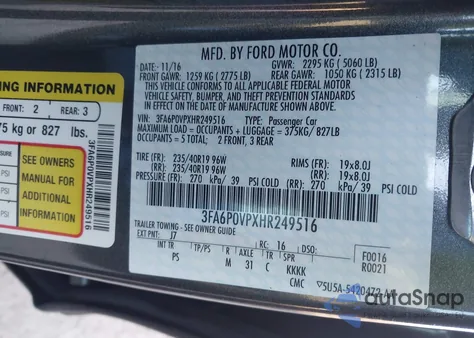 MFD. BY FORD MOTOR CO.
DATE: 11/16 GVWR: 2295 KG ( 5060 LB)
FRONT GAWR: 1259 KG ( 2775 LB) REAR GAWR: 1050 KG ( 2315 LB)
THIS VEHICLE CONFORMS TO ALL APPLICABLE FEDERAL MOTOR
VEHICLE SAFETY, BUMPER, AND THEFT PREVENTION STANDARDS IN
EFFECT ON THE DATE OF MANUFACTURE SHOWN ABOVE.
VIN: 3FA6P0VPXHR249516 TYPE: Passenger Car
MAXIMUM LOAD = OCCUPANTS + LUGGAGE = 375KG/827LB
OCCUPANTS = 5 TOTAL; 2 FRONT, 3 REAR
TIRE (FR): 235/40R19 96W RIMS (FR): 19x8.0J
TIRE (RR): 235/40R19 96W RIMS (RR): 19x8.0J
PRESSURE (FR) COLD: 270 kPa/ 39 PSI COLD (RR): 270 kPa/ 39 PSI COLD
3FA6P0VPXHR249516
TRAILER TOWING - SEE OWNER GUIDE
EXT PNT: J7 RC: 16 DSO: F0016
R0021
INT TR TP/PS R AXLE TR SPR
PS M 31 C KKKK
CMC ▽5U5A-5420472-AA
ING INFORMATION
FRONT: 2 REAR: 3
75 kg or 827 lbs.
SURE SEE OWNERS
PSI MANUAL FOR
PSI ADDITIONAL
PSI INFORMATION
3FA6P0VPXHR249516
autoSnap